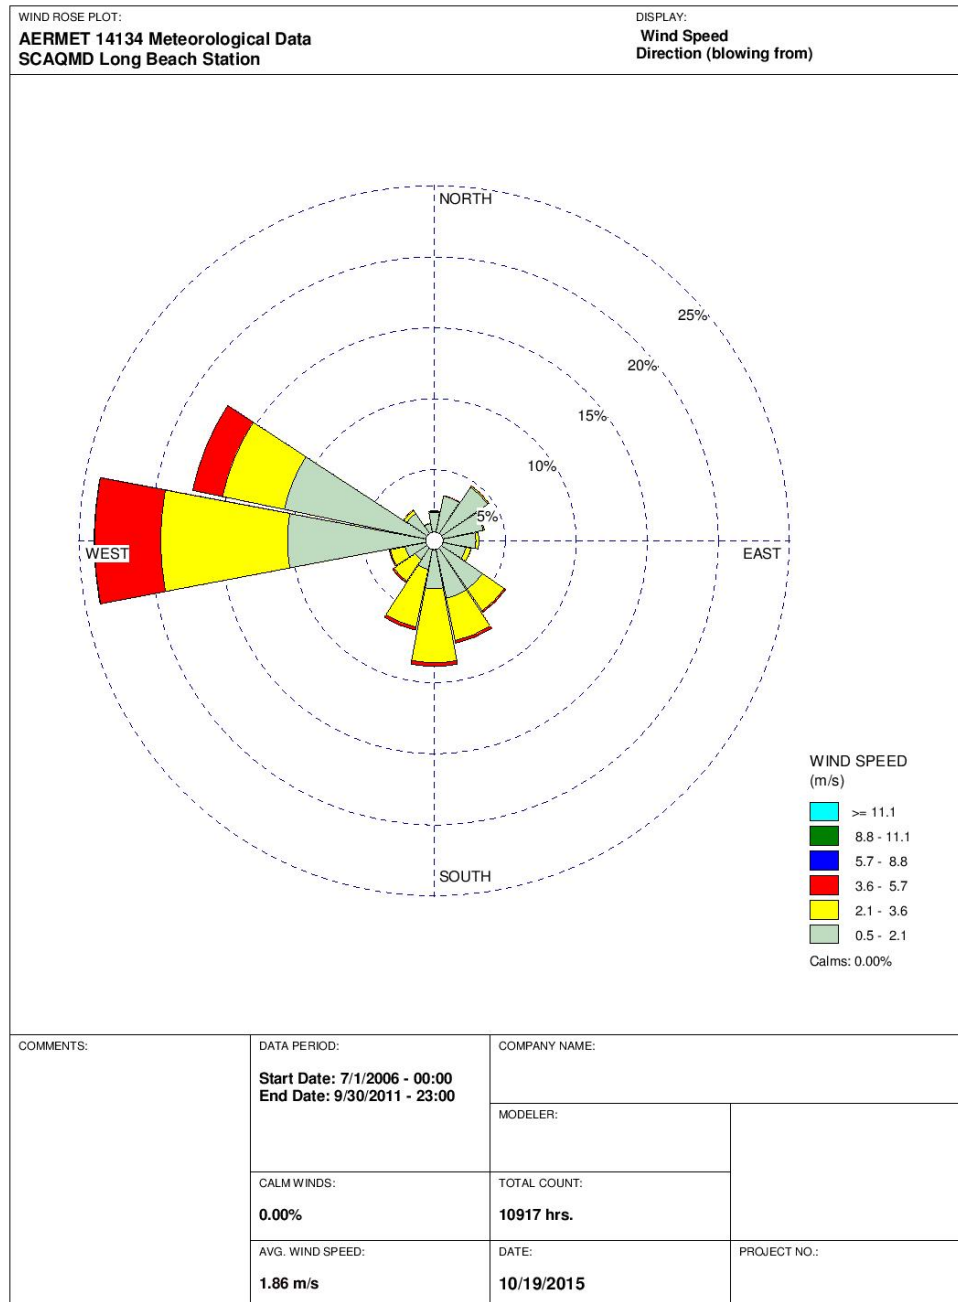 WIND ROSE PLOT:
AERMET 14134 Meteorological Data
SCAQMD Long Beach Station
DISPLAY:
Wind Speed
Direction (blowing from)
NORTH
25%
20%
15%
10%
5%
WEST
EAST
SOUTH
WIND SPEED
(m/s)
>= 11.1
8.8 - 11.1
5.7 - 8.8
3.6 - 5.7
2.1 - 3.6
0.5 - 2.1
Calms: 0.00%
COMMENTS:
DATA PERIOD:
Start Date: 7/1/2006 - 00:00
End Date: 9/30/2011 - 23:00
COMPANY NAME:
MODELER:
CALM WINDS:
0.00%
TOTAL COUNT:
10917 hrs.
AVG. WIND SPEED:
1.86 m/s
DATE:
10/19/2015
PROJECT NO.: